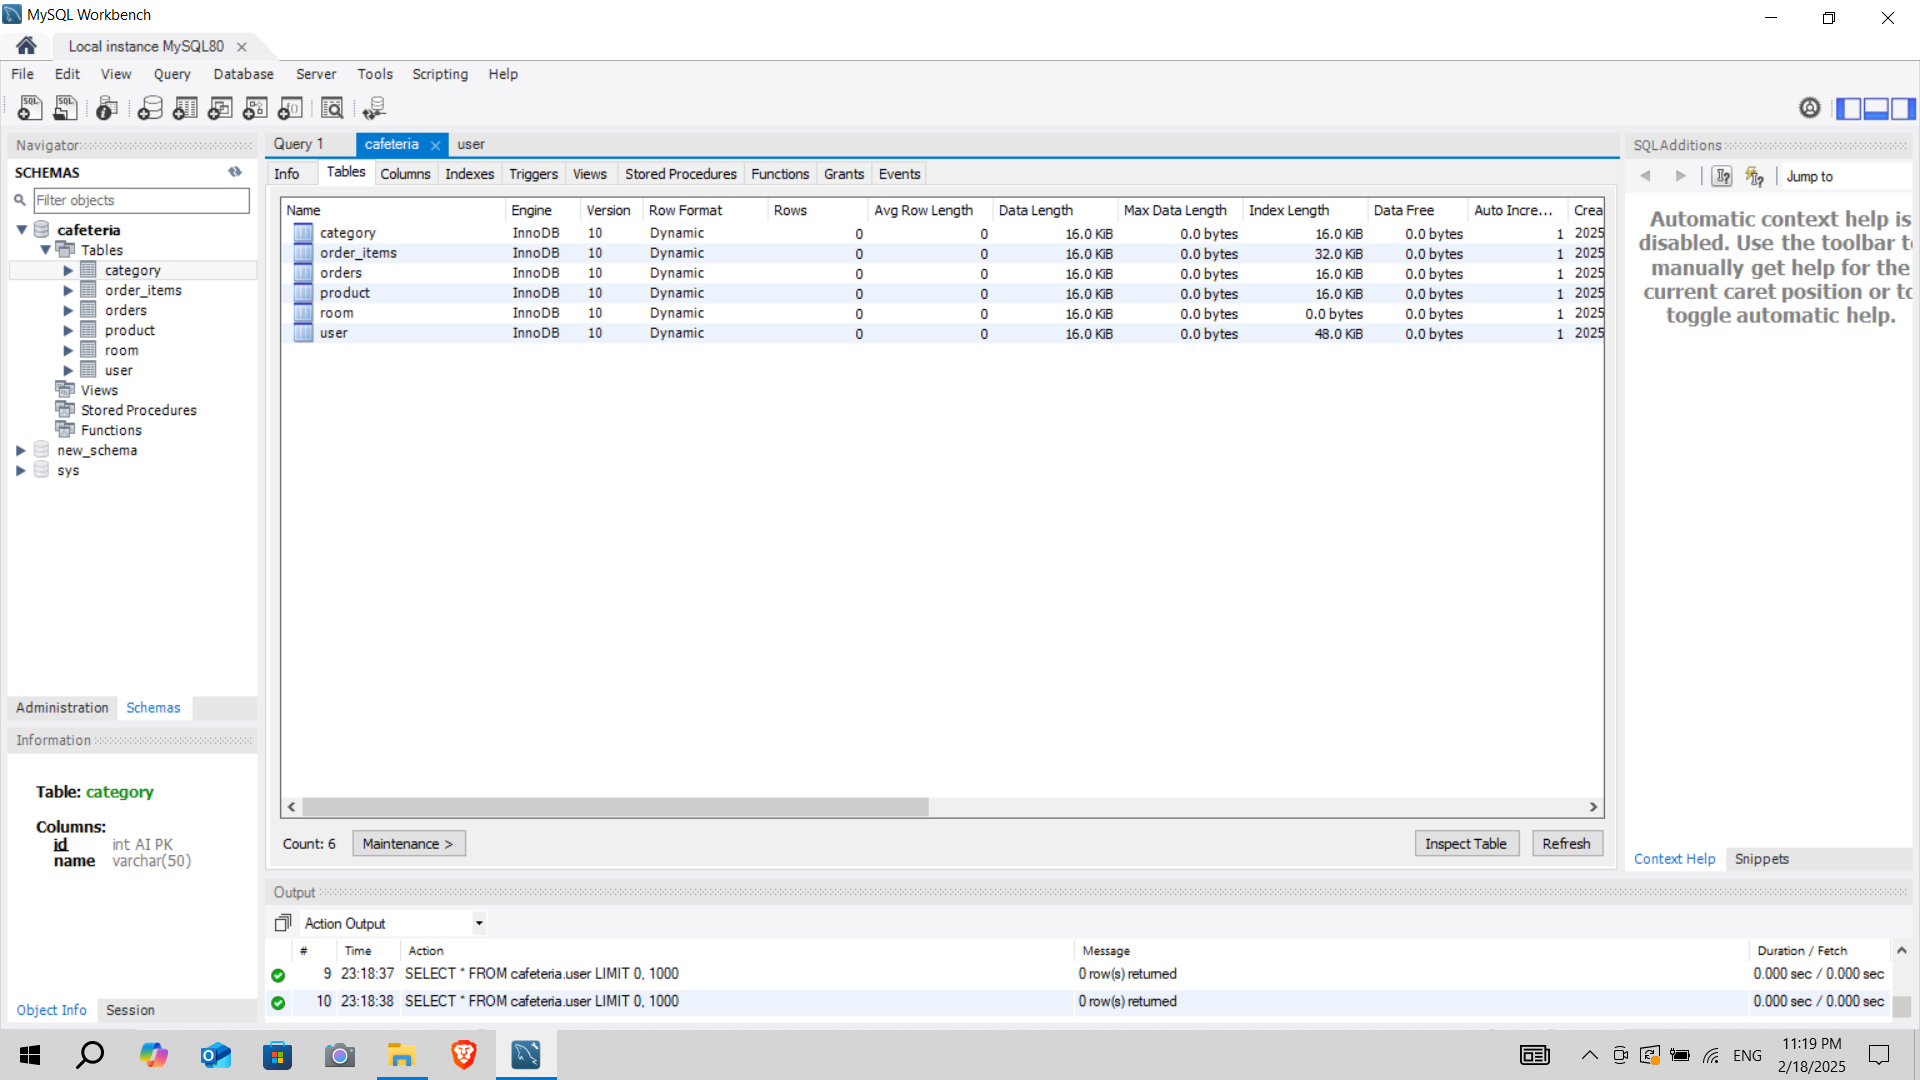 MySQL Workbench
Local instance MySQL80
File Edit View Query Database Server Tools Scripting Help
Navigator
SCHEMAS
Filter objects
cafeteria
Tables
category
order_items
orders
product
room
user
Views
Stored Procedures
Functions
new_schema
sys
Administration Schemas
Information
Table: category
Columns:
id int AI PK
name varchar(50)
Object Info Session
Query 1 cafeteria user
Info Tables Columns Indexes Triggers Views Stored Procedures Functions Grants Events
Name Engine Version Row Format Rows Avg Row Length Data Length Max Data Length Index Length Data Free Auto Incre... Crea
category InnoDB 10 Dynamic 0 0 16.0 KiB 0.0 bytes 16.0 KiB 0.0 bytes 1 2025
order_items InnoDB 10 Dynamic 0 0 16.0 KiB 0.0 bytes 32.0 KiB 0.0 bytes 1 2025
orders InnoDB 10 Dynamic 0 0 16.0 KiB 0.0 bytes 16.0 KiB 0.0 bytes 1 2025
product InnoDB 10 Dynamic 0 0 16.0 KiB 0.0 bytes 16.0 KiB 0.0 bytes 1 2025
room InnoDB 10 Dynamic 0 0 16.0 KiB 0.0 bytes 0.0 bytes 0.0 bytes 1 2025
user InnoDB 10 Dynamic 0 0 16.0 KiB 0.0 bytes 48.0 KiB 0.0 bytes 1 2025
Count: 6 Maintenance > Inspect Table Refresh
SQLAdditions
Jump to
Automatic context help is
disabled. Use the toolbar t
manually get help for the
current caret position or to
toggle automatic help.
Context Help Snippets
Output
Action Output
# Time Action Message Duration / Fetch
9 23:18:37 SELECT * FROM cafeteria.user LIMIT 0, 1000 0 row(s) returned 0.000 sec / 0.000 sec
10 23:18:38 SELECT * FROM cafeteria.user LIMIT 0, 1000 0 row(s) returned 0.000 sec / 0.000 sec
ENG
11:19 PM
2/18/2025